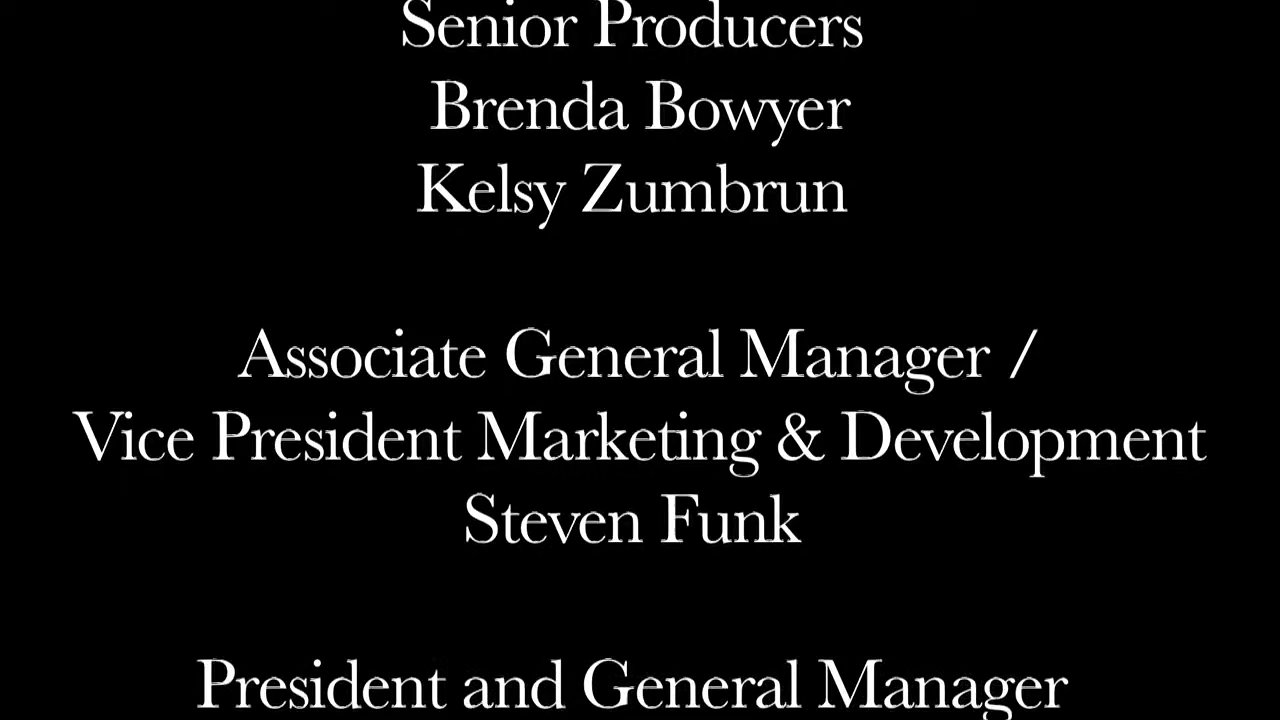 Senior Producers
Brenda Bowyer
Kelsy Zumbrun
Associate General Manager /
Vice President Marketing & Development
Steven Funk
President and General Manager